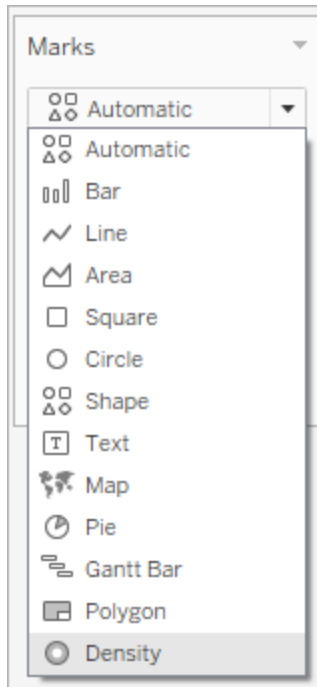 Marks
Automatic
Automatic
Bar
Line
Area
Square
Circle
Shape
T Text
Map
Pie
Gantt Bar
Polygon
Density